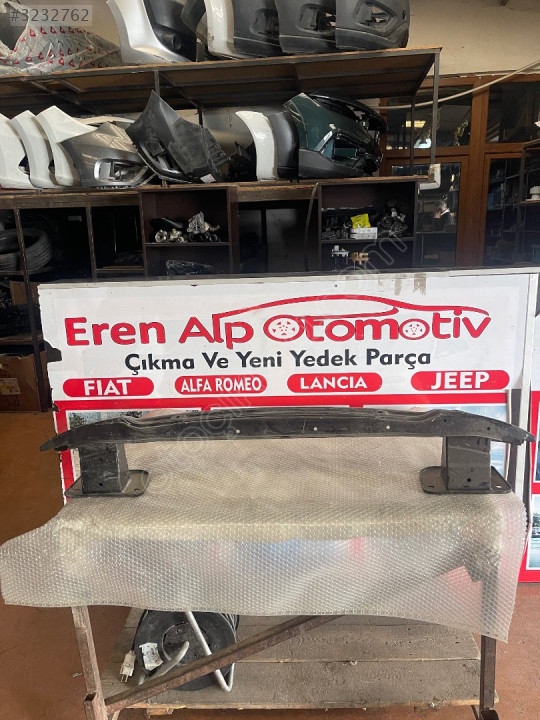 #3232762
Eren Alp Otomotiv
Çıkma Ve Yeni Yedek Parça
FIAT
ALFA ROMEO
LANCIA
JEEP